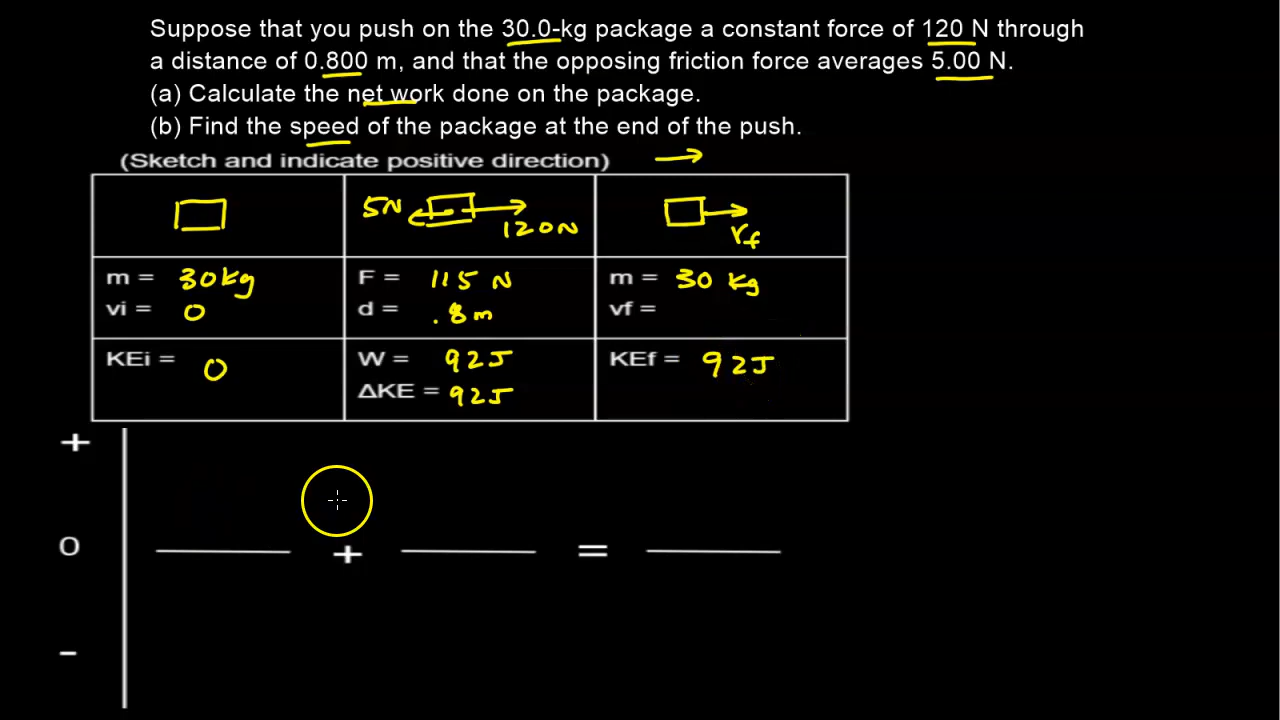 Suppose that you push on the 30.0-kg package a constant force of 120 N through
a distance of 0.800 m, and that the opposing friction force averages 5.00 N.
(a) Calculate the net work done on the package.
(b) Find the speed of the package at the end of the push.
(Sketch and indicate positive direction)
5N
120N
vf
m = 30kg
vi = 0
F = 115 N
d = .8m
m = 30 kg
vf =
KEi = 0
W = 92J
ΔKE = 92J
KEf = 92J
+
0
+ =
-